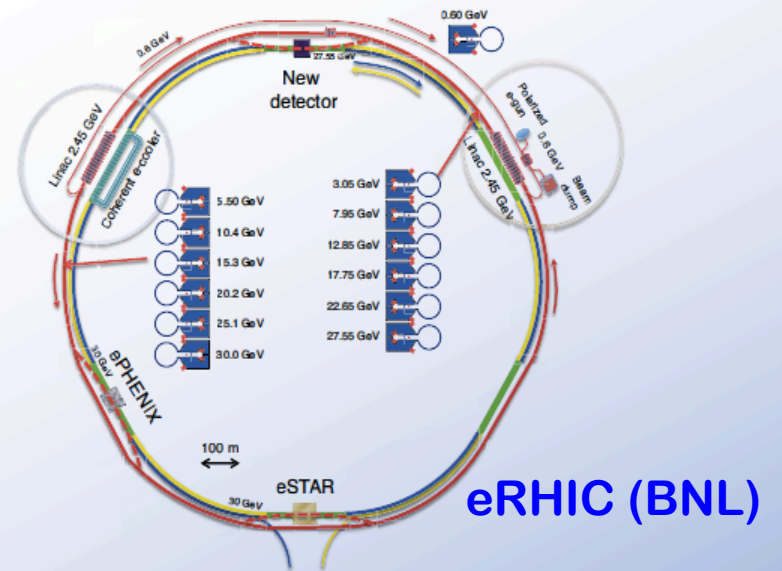 0.60 GeV
0.6 GeV
27.55 GeV
New
detector
Linac 2.45 GeV
Coherent e-cooler
Polarized
e-gun
0.6 GeV
Beam
dump
Linac 2.45 GeV
5.50 GeV
10.4 GeV
15.3 GeV
20.2 GeV
25.1 GeV
30.0 GeV
3.05 GeV
7.95 GeV
12.85 GeV
17.75 GeV
22.65 GeV
27.55 GeV
30 GeV
ePHENIX
100 m
eSTAR
30 GeV
eRHIC (BNL)